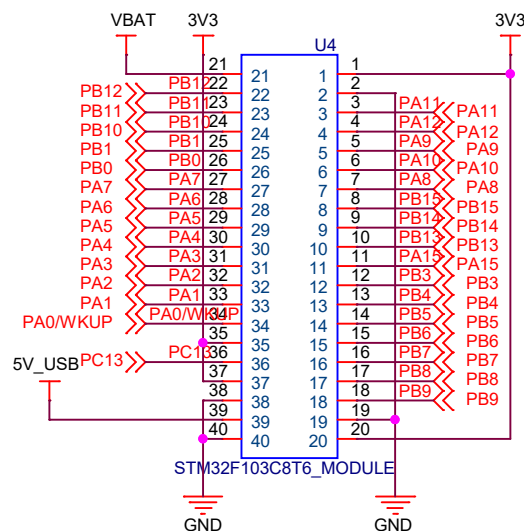 VBAT 3V3 3V3
U4
21 21 1 1
PB12 PB12 22 22 2 2
PB11 PB11 23 23 3 3 PA11 PA11
PB10 PB10 24 24 4 4 PA12 PA12
PB1 PB1 25 25 5 5 PA9 PA9
PB0 PB0 26 26 6 6 PA10 PA10
PA7 PA7 27 27 7 7 PA8 PA8
PA6 PA6 28 28 8 8 PB15 PB15
PA5 PA5 29 29 9 9 PB14 PB14
PA4 PA4 30 30 10 10 PB13 PB13
PA3 PA3 31 31 11 11 PA15 PA15
PA2 PA2 32 32 12 12 PB3 PB3
PA1 PA1 33 33 13 13 PB4 PB4
PA0/WKUP PA0/WKUP 34 34 14 14 PB5 PB5
35 35 15 15 PB6 PB6
PC13 PC13 36 36 16 16 PB7 PB7
5V_USB 37 37 17 17 PB8 PB8
38 38 18 18 PB9 PB9
39 39 19 19
40 40 20 20
STM32F103C8T6_MODULE
GND GND